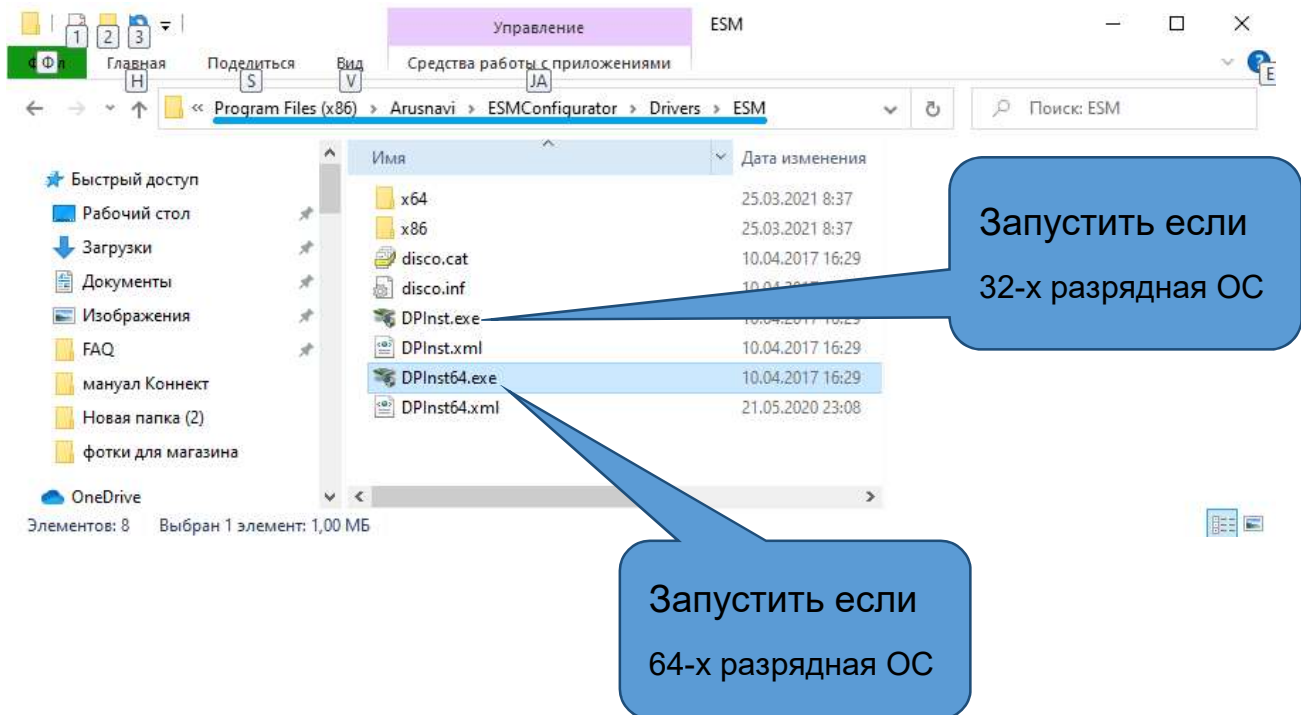 Управление ESM
1 2 3
Ф Главная Поделиться Вид Средства работы с приложениями
H S V JA E
« Program Files (x86) › Arusnavi › ESMConfigurator › Drivers › ESM Поиск: ESM
Имя Дата изменения
Быстрый доступ
Рабочий стол
Загрузки
Документы
Изображения
FAQ
мануал Коннект
Новая папка (2)
фотки для магазина
OneDrive
x64 25.03.2021 8:37
x86 25.03.2021 8:37
disco.cat 10.04.2017 16:29
disco.inf
DPInst.exe
DPInst.xml 10.04.2017 16:29
DPInst64.exe 10.04.2017 16:29
DPInst64.xml 21.05.2020 23:08
Запустить если
32-х разрядная ОС
Элементов: 8 Выбран 1 элемент: 1,00 МБ
Запустить если
64-х разрядная ОС